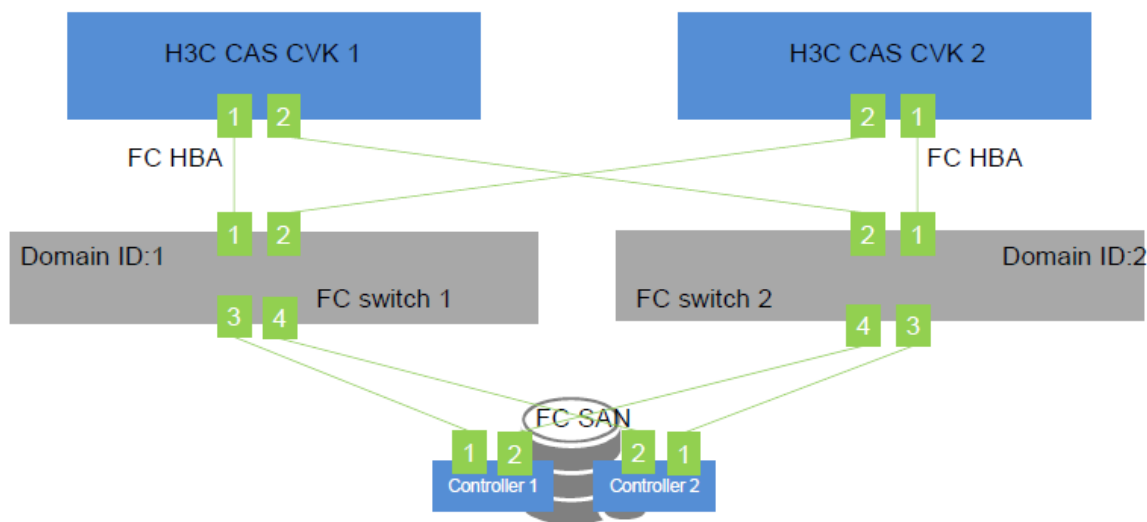 H3C CAS CVK 1
H3C CAS CVK 2
1 2
2 1
FC HBA
FC HBA
1 2
2 1
Domain ID:1
Domain ID:2
FC switch 1
FC switch 2
3 4
4 3
FC SAN
1 2
2 1
Controller 1
Controller 2